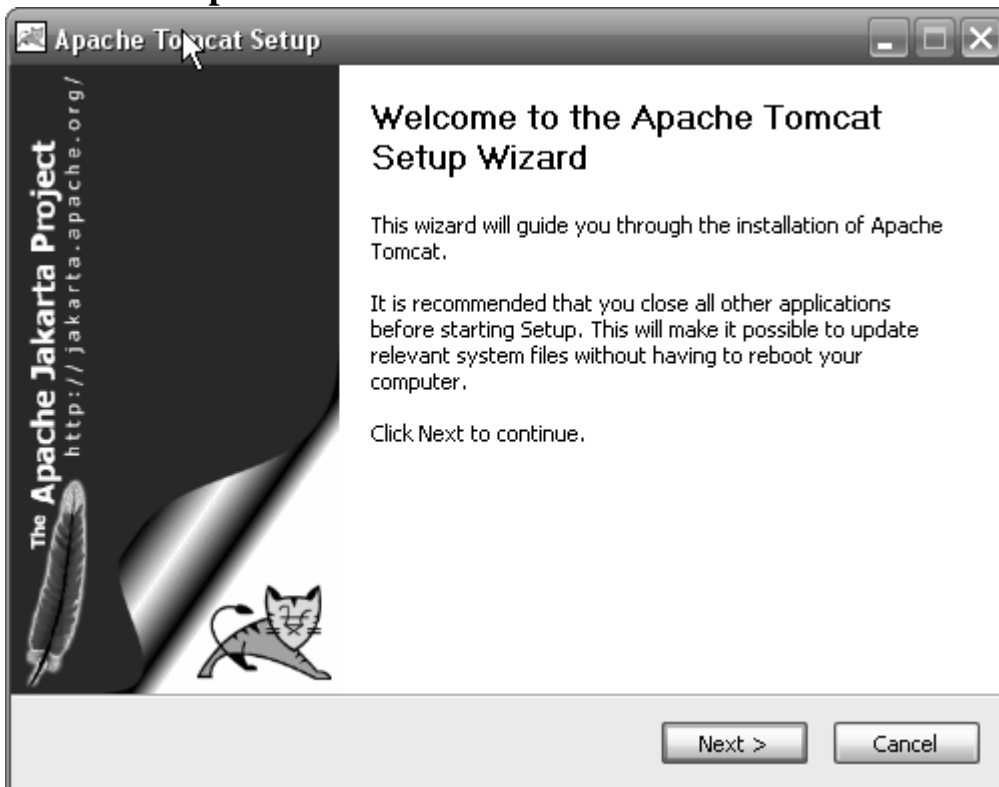 Apache Tomcat Setup
The Apache Jakarta Project
http://jakarta.apache.org/
Welcome to the Apache Tomcat
Setup Wizard
This wizard will guide you through the installation of Apache
Tomcat.
It is recommended that you close all other applications
before starting Setup. This will make it possible to update
relevant system files without having to reboot your
computer.
Click Next to continue.
Next >
Cancel